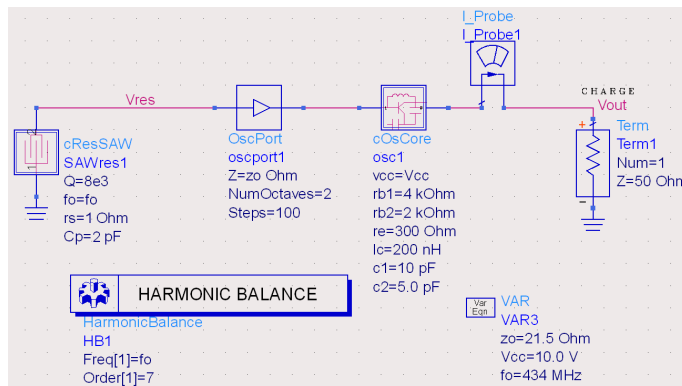 I_Probe
I_Probe1
CHARGE
Vres
Vout
cResSAW
SAWres1
Q=8e3
fo=fo
rs=1 Ohm
Cp=2 pF
OscPort
oscport1
Z=zo Ohm
NumOctaves=2
Steps=100
cOsCore
osc1
vcc=Vcc
rb1=4 kOhm
rb2=2 kOhm
re=300 Ohm
lc=200 nH
c1=10 pF
c2=5.0 pF
Term
Term1
Num=1
Z=50 Ohm
HARMONIC BALANCE
HarmonicBalance
HB1
Freq[1]=fo
Order[1]=7
Var
Eqn
VAR
VAR3
zo=21.5 Ohm
Vcc=10.0 V
fo=434 MHz